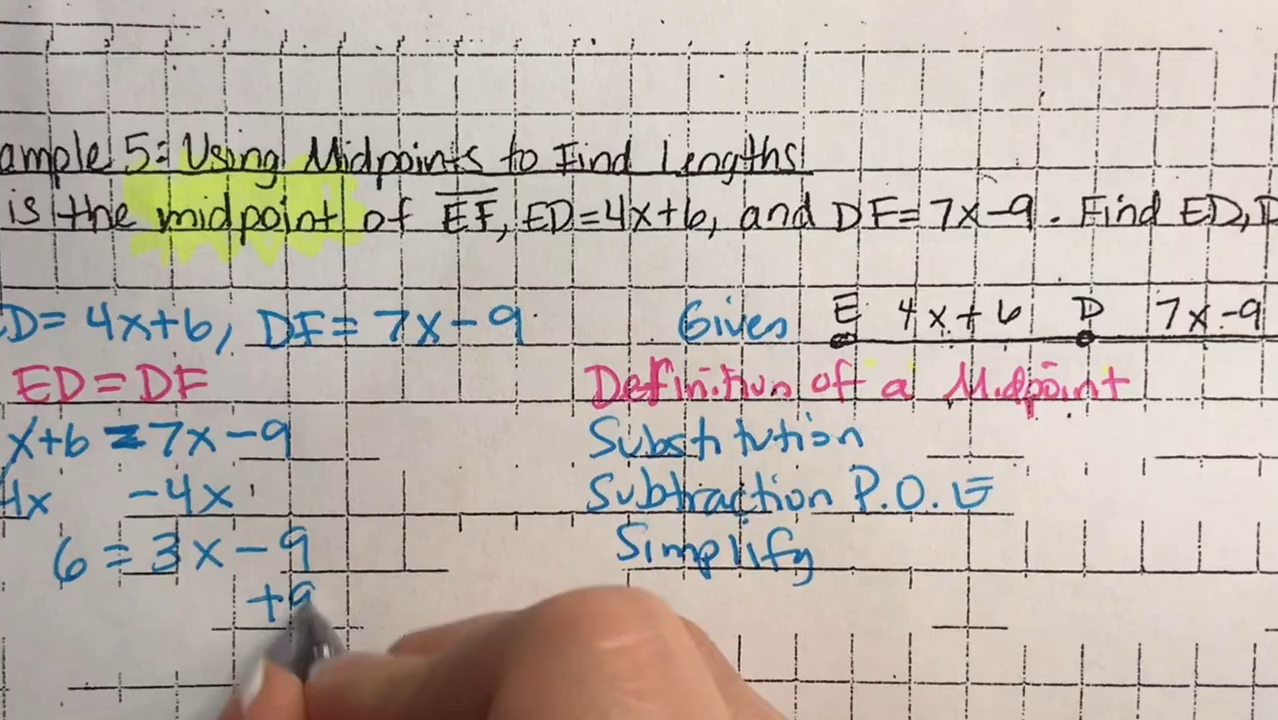 ample 5: Using Midpoints to Find Lengths
is the midpoint of EF, ED=4x+6, and DF=7x-9. Find ED,
D=4x+6, DF=7x-9 Given E 4x+6 D 7x-9
ED=DF Definition of a Midpoint
x+6=7x-9 Substitution
4x -4x Subtraction P.O.E
6=3x-9 Simplify
+9